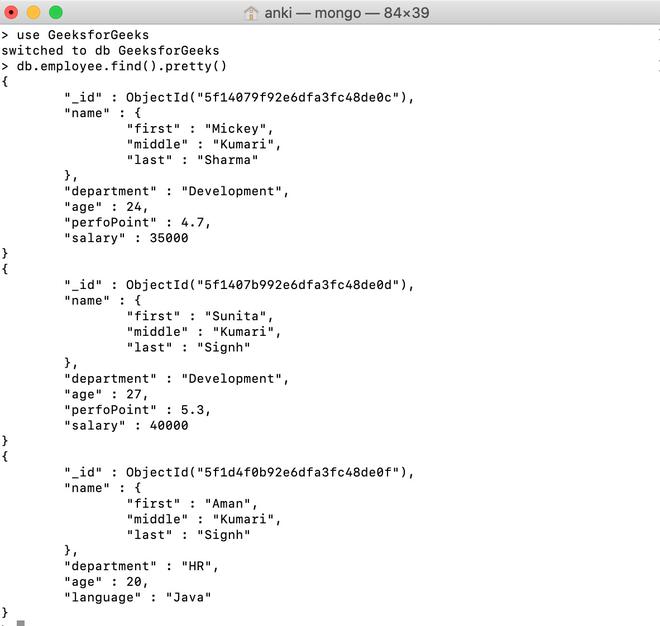 anki — mongo — 84×39
> use GeeksforGeeks
switched to db GeeksforGeeks
> db.employee.find().pretty()
{
"_id" : ObjectId("5f14079f92e6dfa3fc48de0c"),
"name" : {
"first" : "Mickey",
"middle" : "Kumari",
"last" : "Sharma"
},
"department" : "Development",
"age" : 24,
"perfoPoint" : 4.7,
"salary" : 35000
}
{
"_id" : ObjectId("5f1407b992e6dfa3fc48de0d"),
"name" : {
"first" : "Sunita",
"middle" : "Kumari",
"last" : "Signh"
},
"department" : "Development",
"age" : 27,
"perfoPoint" : 5.3,
"salary" : 40000
}
{
"_id" : ObjectId("5f1d4f0b92e6dfa3fc48de0f"),
"name" : {
"first" : "Aman",
"middle" : "Kumari",
"last" : "Signh"
},
"department" : "HR",
"age" : 20,
"language" : "Java"
}
>